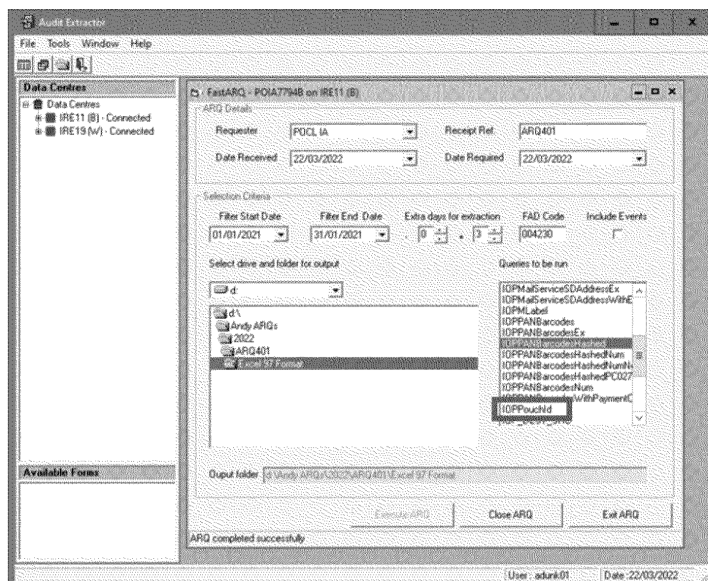 Audit Extractor
File Tools Window Help
Data Centres
Data Centres
IRE11 (B) - Connected
IRE19 (W) - Connected
FastARQ - POIA7794B on IRE11 (B)
ARQ Details
Requester POCL IA Receipt Ref. ARQ401
Date Received 22/03/2022 Date Required 22/03/2022
Selection Criteria
Filter Start Date Filter End Date Extra days for extraction FAD Code Include Events
01/01/2021 31/01/2021 - 0 + 3 004230
Select drive and folder for output Queries to be run
d:
d:\
Andy ARQs
2022
ARQ401
Excel 97 Format
IOPMailServiceSDAddressEx
IOPMailServiceSDAddressWithE
IOPMLabel
IOPPANBarcodes
IOPPANBarcodesEx
IOPPANBarcodesHashed
IOPPANBarcodesHashedNum
IOPPANBarcodesHashedNumN
IOPPANBarcodesHashedPC027
IOPPANBarcodesNum
IOPPANBarcodesWithPaymentC
IOPPouchId
Ouput folder d:\Andy ARQs\2022\ARQ401\Excel 97 Format
Execute ARQ Close ARQ Exit ARQ
ARQ completed successfully
Available Forms
User : adunk01 Date :22/03/2022